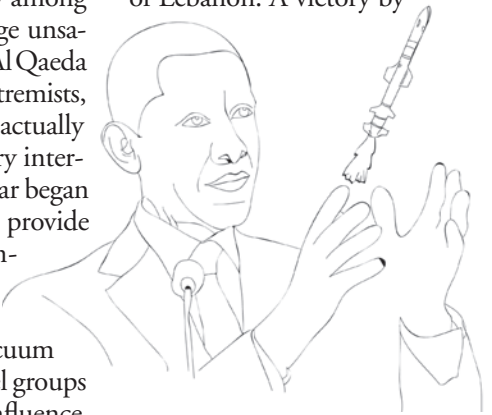 among
ge unsa-
Al Qaeda
tremists,
actually
ry inter-
ar began
provide
n-
cuum
l groups
of Lebanon. A victory by